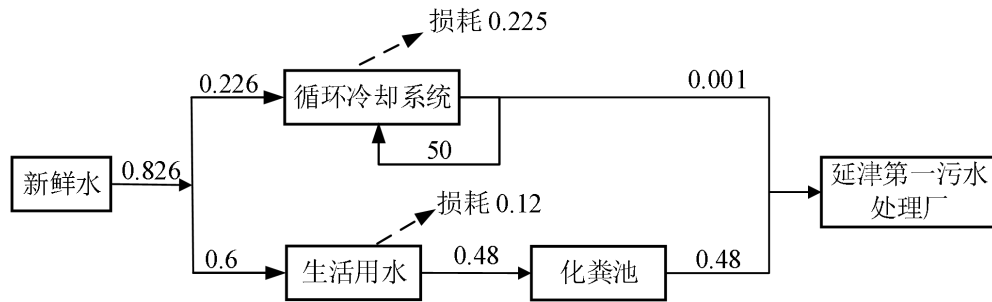 损耗 0.225
0.226
循环冷却系统
0.001
50
新鲜水
0.826
延津第一污水
处理厂
损耗 0.12
0.6
生活用水
0.48
化粪池
0.48